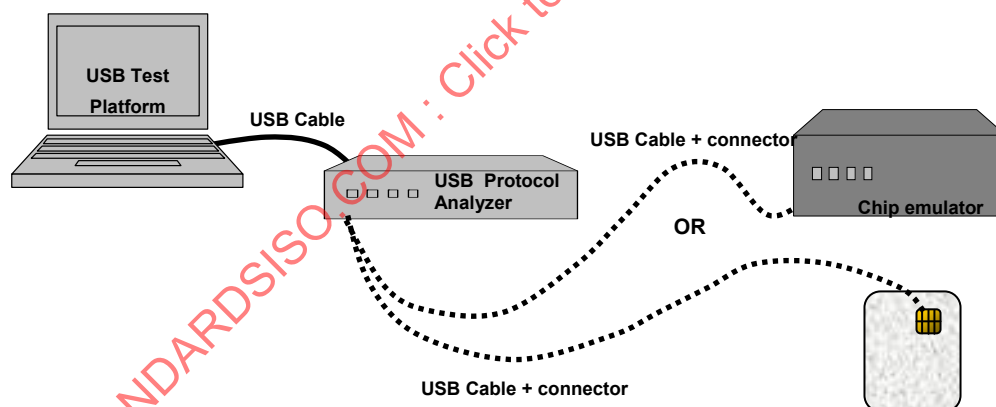 USB Test
Platform
USB Cable
USB Protocol
Analyzer
USB Cable + connector
Chip emulator
OR
USB Cable + connector
NDARDSISO.COM : Click to